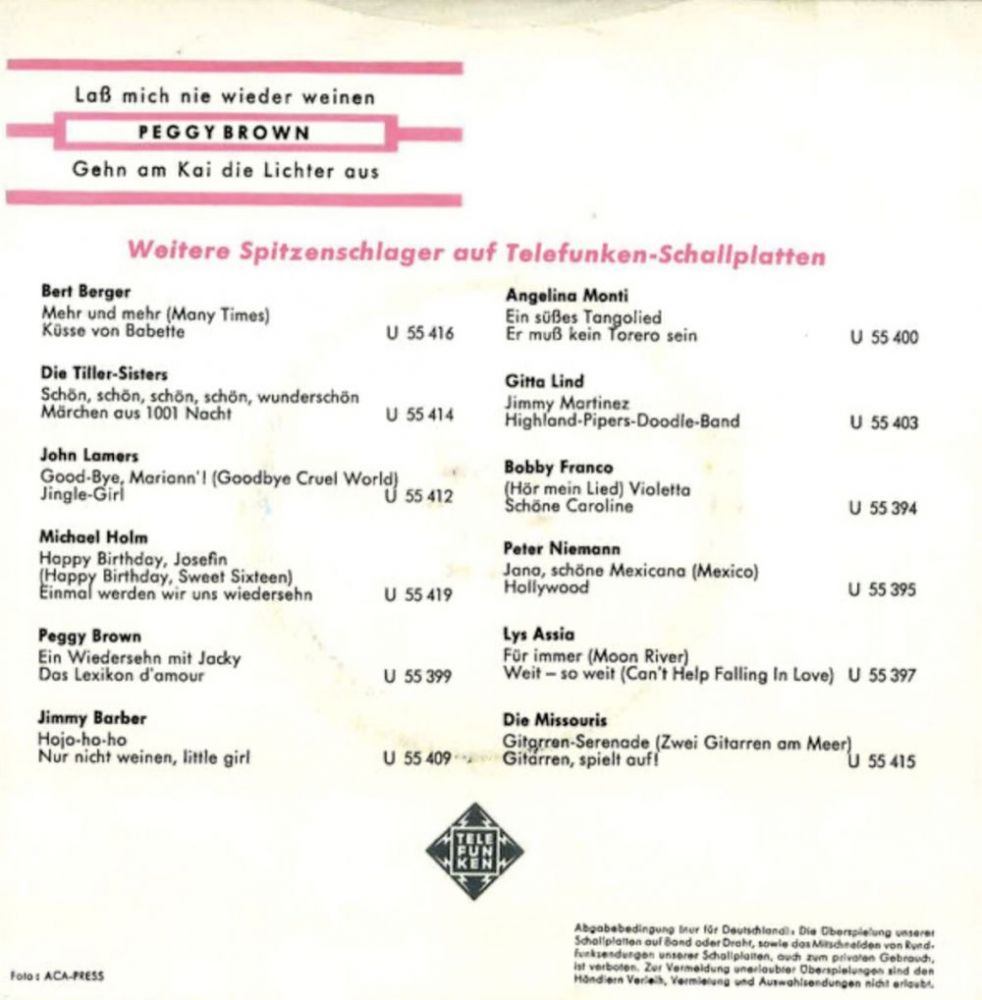 Laß mich nie wieder weinen
PEGGY BROWN
Gehn am Kai die Lichter aus
Weitere Spitzenschlager auf Telefunken-Schallplatten
Bert Berger
Mehr und mehr (Many Times)
Küsse von Babette U 55 416
Die Tiller-Sisters
Schön, schön, schön, schön, wunderschön
Märchen aus 1001 Nacht U 55 414
John Lamers
Good-Bye, Mariann'! (Goodbye Cruel World)
Jingle-Girl U 55 412
Michael Holm
Happy Birthday, Josefin
(Happy Birthday, Sweet Sixteen)
Einmal werden wir uns wiedersehn U 55 419
Peggy Brown
Ein Wiedersehn mit Jacky
Das Lexikon d'amour U 55 399
Jimmy Barber
Hojo-ho-ho
Nur nicht weinen, little girl U 55 409
Angelina Monti
Ein süßes Tangolied
Er muß kein Torero sein U 55 400
Gitta Lind
Jimmy Martinez
Highland-Pipers-Doodle-Band U 55 403
Bobby Franco
(Hör mein Lied) Violetta
Schöne Caroline U 55 394
Peter Niemann
Jana, schöne Mexicana (Mexico)
Hollywood U 55 395
Lys Assia
Für immer (Moon River)
Weit – so weit (Can't Help Falling In Love) U 55 397
Die Missouris
Gitarren-Serenade (Zwei Gitarren am Meer)
Gitarren, spielt auf! U 55 415
TELE
FUN
KEN
Abgabebedingung (nur für Deutschland): Die Überspielung unserer
Schallplatten auf Band oder Draht, sowie das Mitschneiden von Rund-
funksendungen unserer Schallplatten, auch zum privaten Gebrauch,
ist verboten. Zur Vermeidung unerlaubter Überspielungen sind den
Händlern Verleih, Vermietung und Auswahlsendungen nicht erlaubt.
Foto: ACA-PRESS